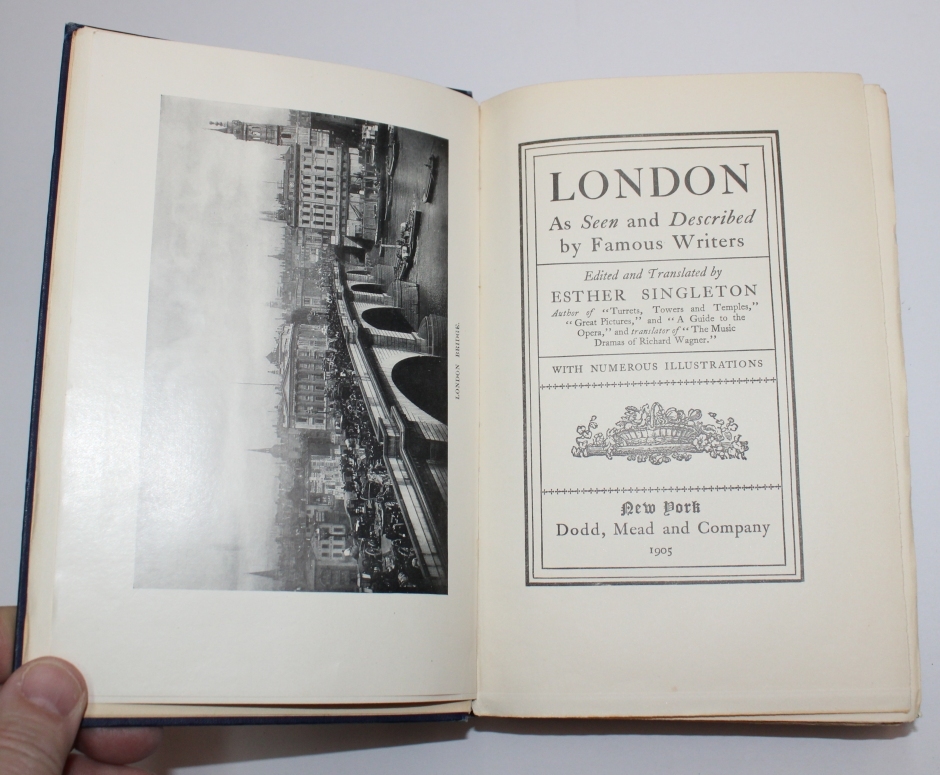 LONDON BRIDGE.
LONDON
As Seen and Described
by Famous Writers
Edited and Translated by
ESTHER SINGLETON
Author of "Turrets, Towers and Temples,"
"Great Pictures," and "A Guide to the
Opera," and translator of "The Music
Dramas of Richard Wagner."
WITH NUMEROUS ILLUSTRATIONS
New York
Dodd, Mead and Company
1905